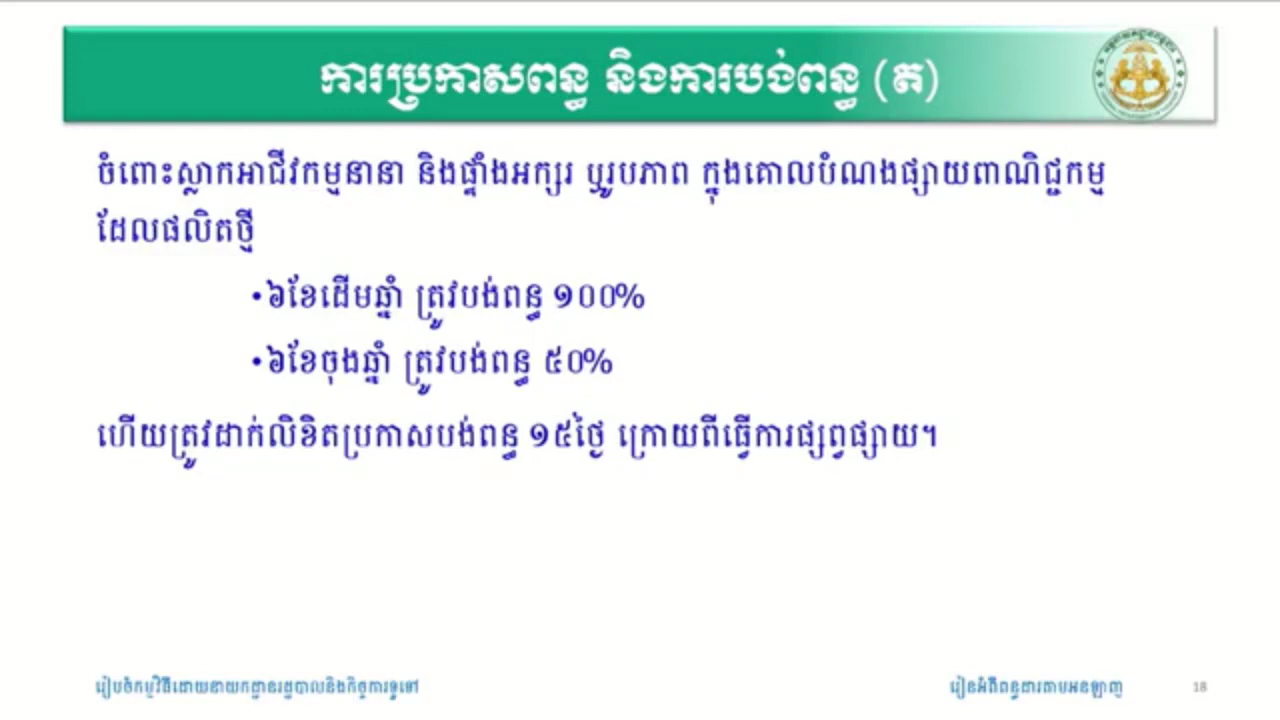 ការប្រកាសពន្ធ និងការបង់ពន្ធ (ត)
ចំពោះស្លាកអាជីវកម្មនានា និងផ្ទាំងអក្សរ ឬរូបភាព ក្នុងគោលបំណងផ្សាយពាណិជ្ជកម្ម
ដែលផលិតថ្មី
•៦ខែដើមឆ្នាំ ត្រូវបង់ពន្ធ ១០០%
•៦ខែចុងឆ្នាំ ត្រូវបង់ពន្ធ ៥០%
ហើយត្រូវដាក់លិខិតប្រកាសបង់ពន្ធ ១៥ថ្ងៃ ក្រោយពីធ្វើការផ្សព្វផ្សាយ។
រៀបចំកម្មវិធីដោយនាយកដ្ឋានរដ្ឋបាលនិងកិច្ចការទូទៅ
រៀនអំពីពន្ធដារតាមអនឡាញ
18